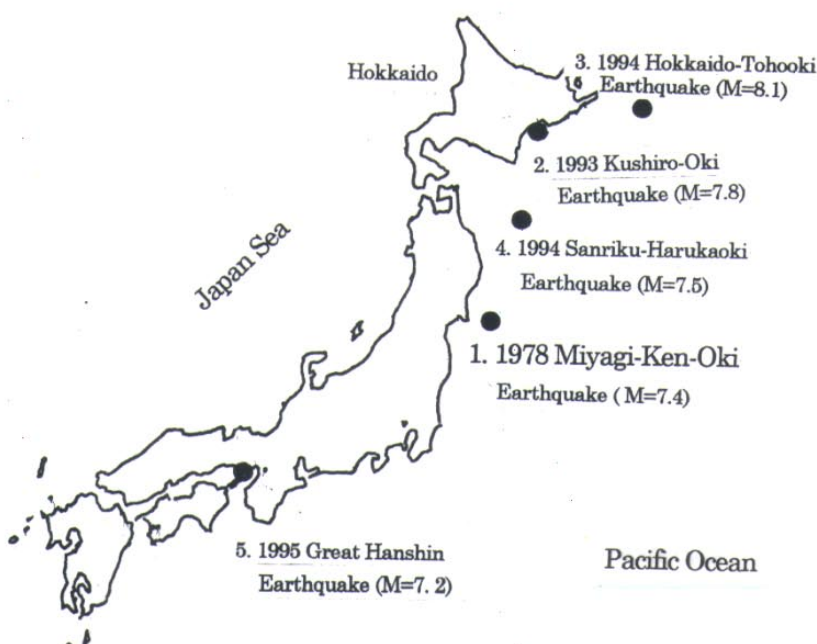 Hokkaido
3. 1994 Hokkaido-Tohooki
Earthquake (M=8.1)
2. 1993 Kushiro-Oki
Earthquake (M=7.8)
Japan Sea
4. 1994 Sanriku-Harukaoki
Earthquake (M=7.5)
1. 1978 Miyagi-Ken-Oki
Earthquake ( M=7.4)
5. 1995 Great Hanshin
Earthquake (M=7. 2)
Pacific Ocean